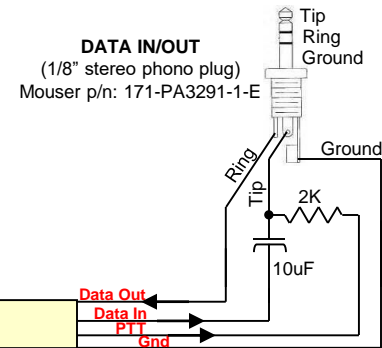 DATA IN/OUT
(1/8" stereo phono plug)
Mouser p/n: 171-PA3291-1-E
Tip
Ring
Ground
Ground
Ring
Tip
2K
10uF
Data Out
Data In
PTT
Gnd